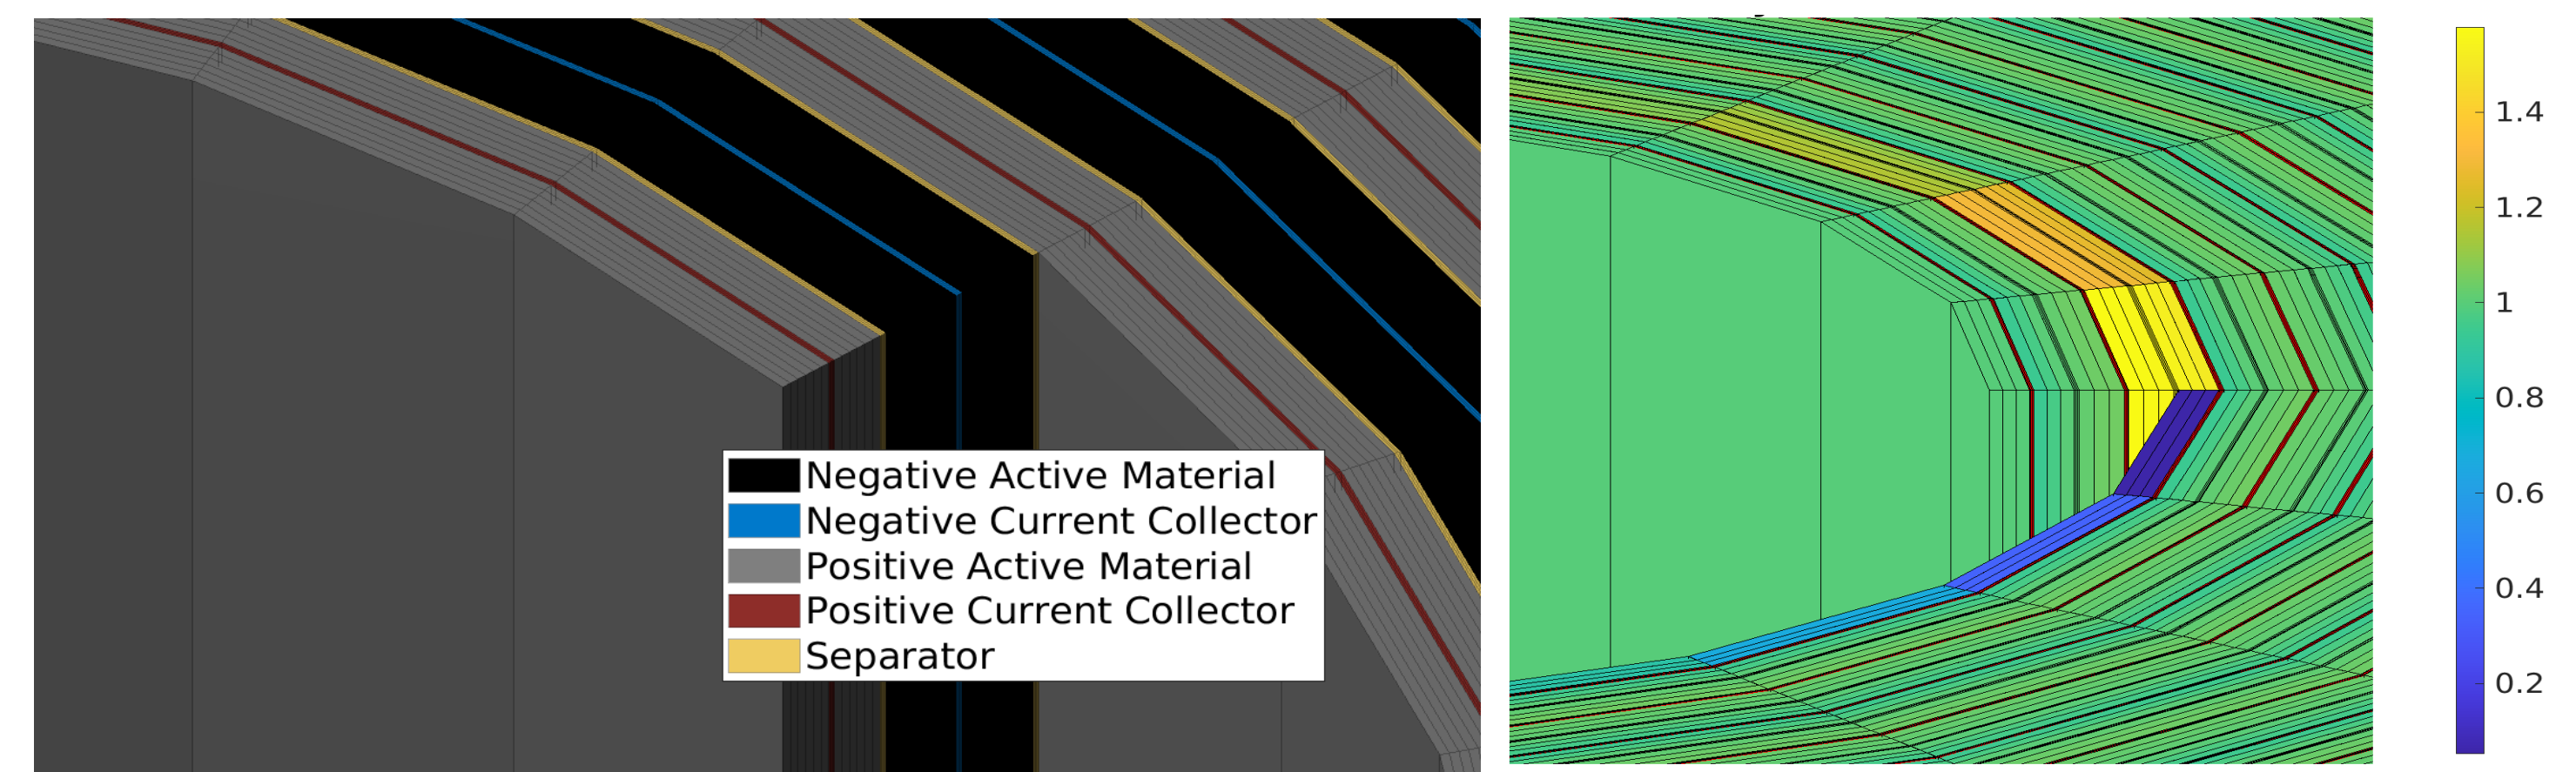 Negative Active Material
Negative Current Collector
Positive Active Material
Positive Current Collector
Separator
1.4
1.2
1
0.8
0.6
0.4
0.2